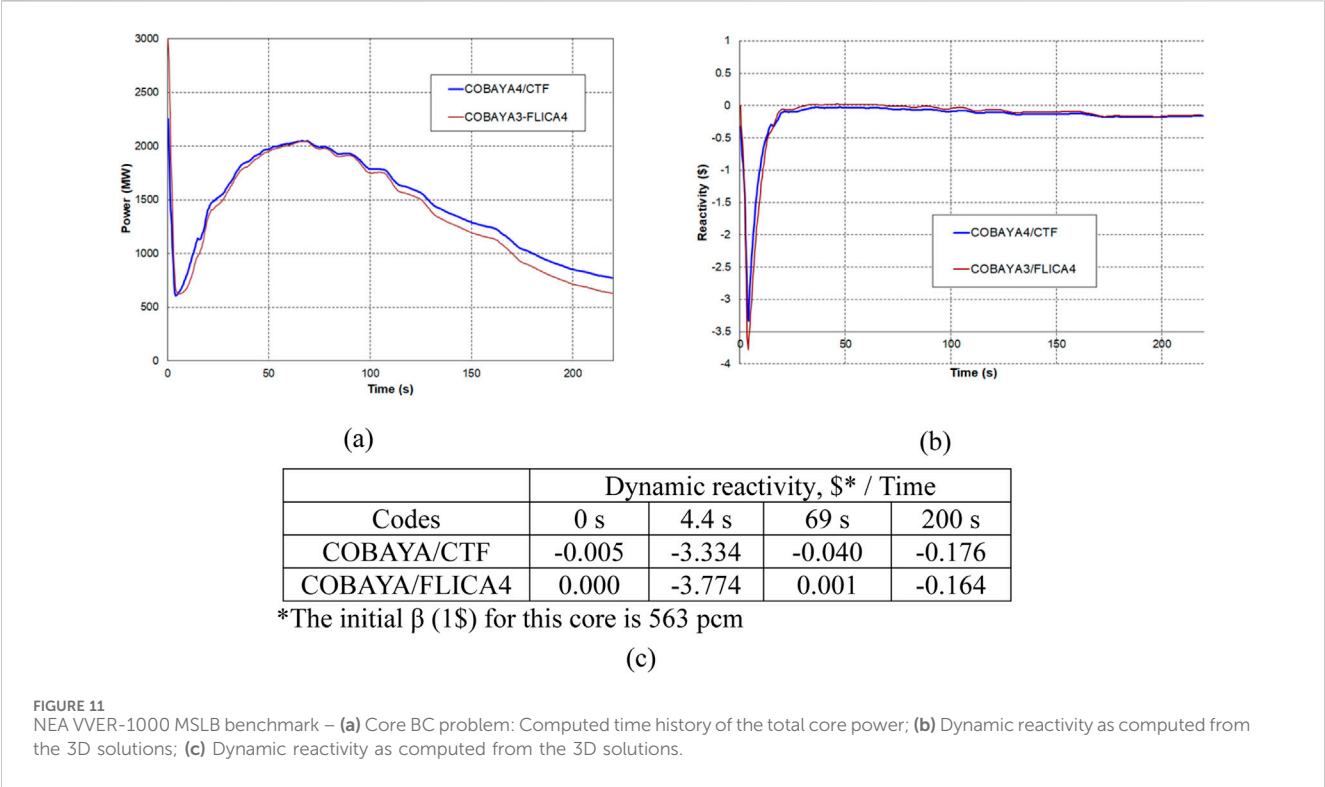 3000
2500
2000
1500
1000
500
0
Power (MW)
0 50 100 150 200
Time (s)
COBAYA4/CTF
COBAYA3-FLICA4
(a)
1
0.5
0
-0.5
-1
-1.5
-2
-2.5
-3
-3.5
-4
Reactivity ($)
0 50 100 150 200
Time (s)
COBAYA4/CTF
COBAYA3/FLICA4
(b)
Dynamic reactivity, $* / Time
Codes 0 s 4.4 s 69 s 200 s
COBAYA/CTF -0.005 -3.334 -0.040 -0.176
COBAYA/FLICA4 0.000 -3.774 0.001 -0.164
*The initial β (1$) for this core is 563 pcm
(c)
FIGURE 11
NEA VVER-1000 MSLB benchmark – (a) Core BC problem: Computed time history of the total core power; (b) Dynamic reactivity as computed from
the 3D solutions; (c) Dynamic reactivity as computed from the 3D solutions.